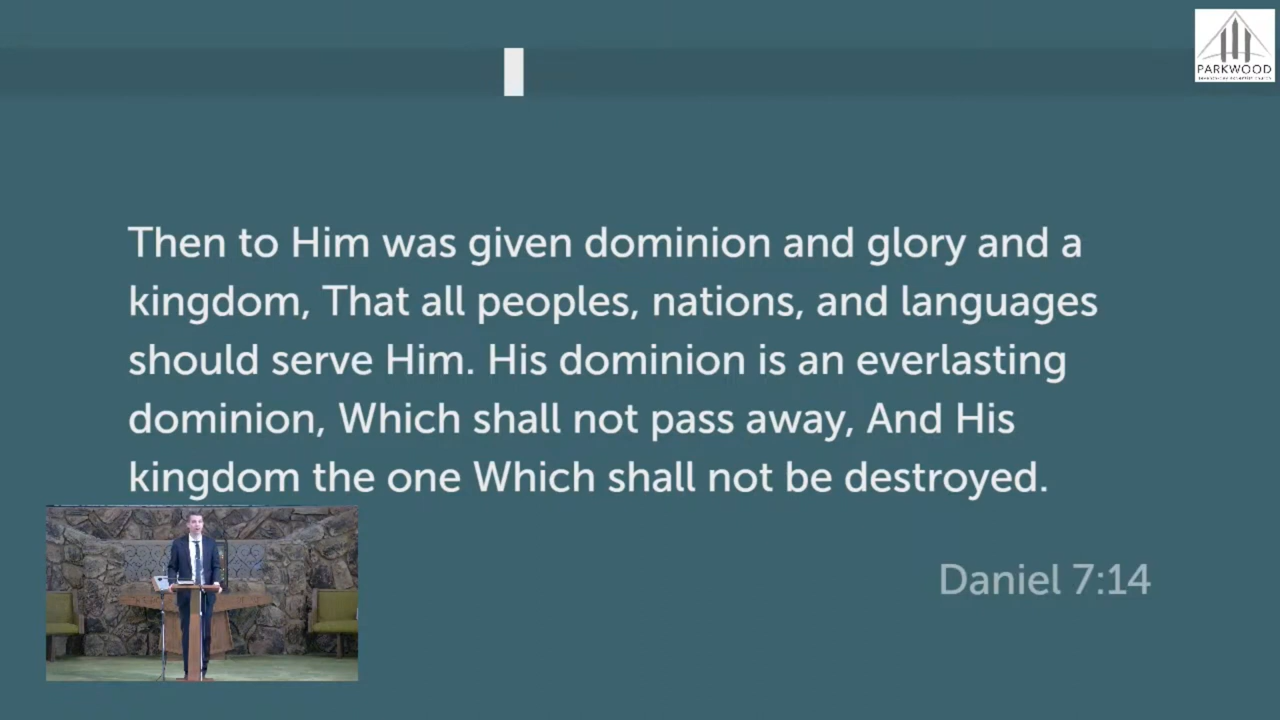 PARKWOOD
Then to Him was given dominion and glory and a
kingdom, That all peoples, nations, and languages
should serve Him. His dominion is an everlasting
dominion, Which shall not pass away, And His
kingdom the one Which shall not be destroyed.
Daniel 7:14